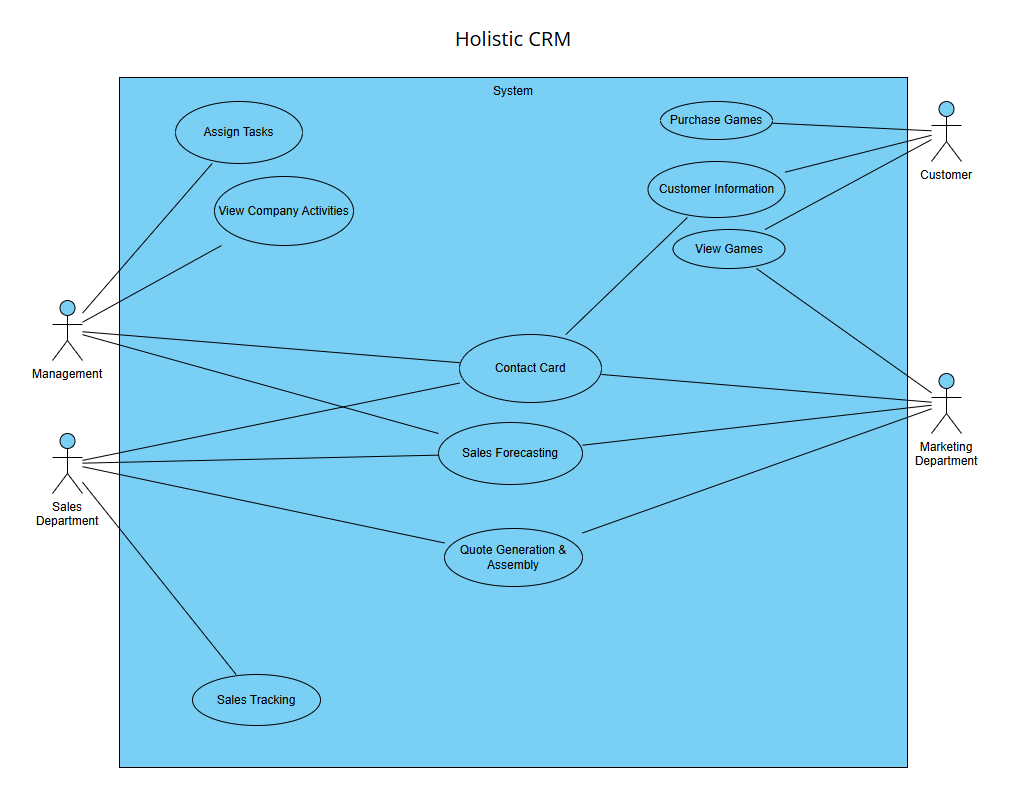 Holistic CRM
System
Assign Tasks
Purchase Games
Customer
Customer Information
View Company Activities
View Games
Management
Contact Card
Marketing
Department
Sales Forecasting
Sales
Department
Quote Generation &
Assembly
Sales Tracking